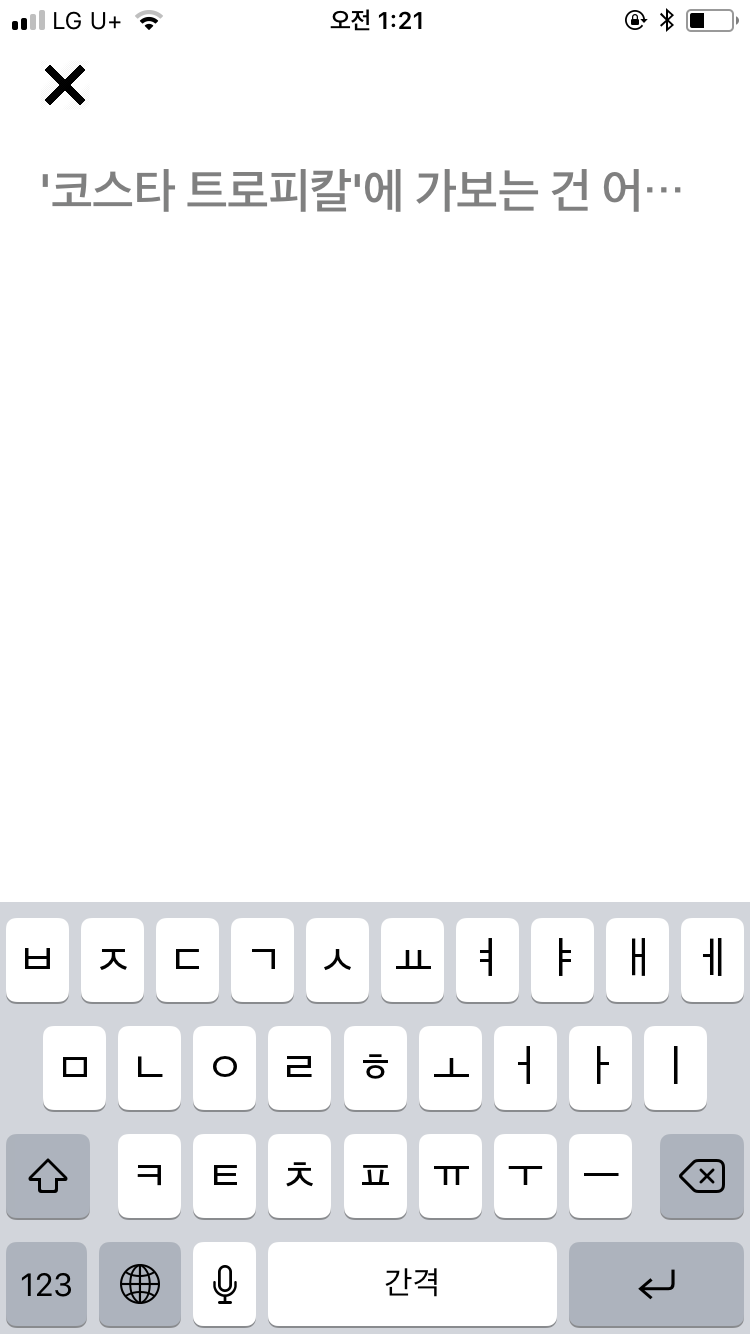 LG U+ 오전 1:21
'코스타 트로피칼'에 가보는 건 어…
ㅂ ㅈ ㄷ ㄱ ㅅ ㅛ ㅕ ㅑ ㅐ ㅔ
ㅁ ㄴ ㅇ ㄹ ㅎ ㅗ ㅓ ㅏ ㅣ
ㅋ ㅌ ㅊ ㅍ ㅠ ㅜ ㅡ
123 간격